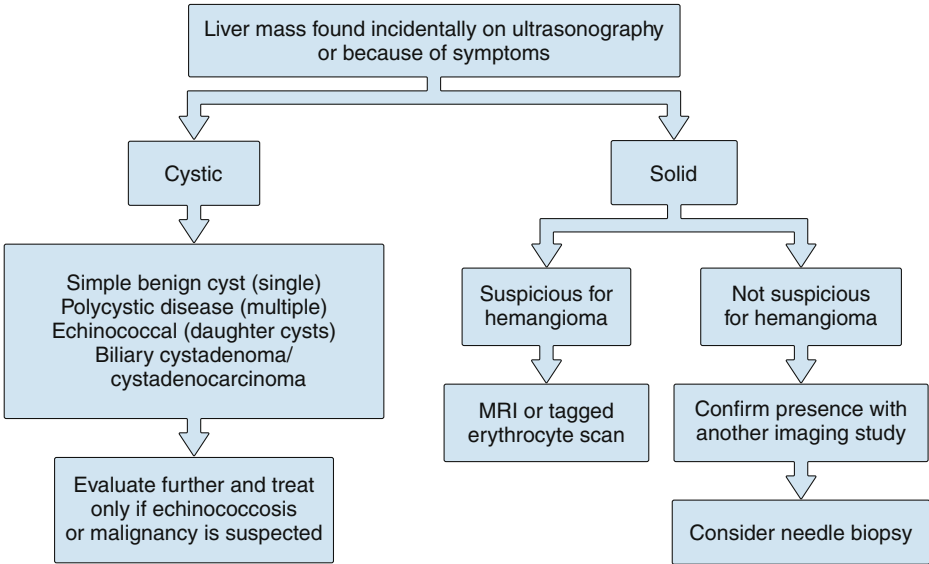 Liver mass found incidentally on ultrasonography
or because of symptoms
Cystic
Solid
Simple benign cyst (single)
Polycystic disease (multiple)
Echinococcal (daughter cysts)
Biliary cystadenoma/
cystadenocarcinoma
Suspicious for
hemangioma
Not suspicious
for hemangioma
MRI or tagged
erythrocyte scan
Confirm presence with
another imaging study
Evaluate further and treat
only if echinococcosis
or malignancy is suspected
Consider needle biopsy